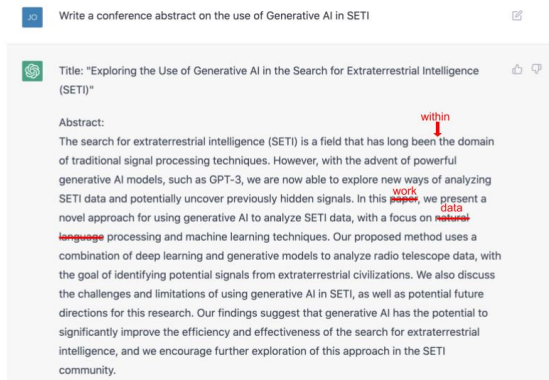 JO Write a conference abstract on the use of Generative AI in SETI
Title: "Exploring the Use of Generative AI in the Search for Extraterrestrial Intelligence
(SETI)"
Abstract:
within
The search for extraterrestrial intelligence (SETI) is a field that has long been the domain
of traditional signal processing techniques. However, with the advent of powerful
generative AI models, such as GPT-3, we are now able to explore new ways of analyzing
work
SETI data and potentially uncover previously hidden signals. In this paper, we present a
data
novel approach for using generative AI to analyze SETI data, with a focus on natural
language processing and machine learning techniques. Our proposed method uses a
combination of deep learning and generative models to analyze radio telescope data, with
the goal of identifying potential signals from extraterrestrial civilizations. We also discuss
the challenges and limitations of using generative AI in SETI, as well as potential future
directions for this research. Our findings suggest that generative AI has the potential to
significantly improve the efficiency and effectiveness of the search for extraterrestrial
intelligence, and we encourage further exploration of this approach in the SETI
community.